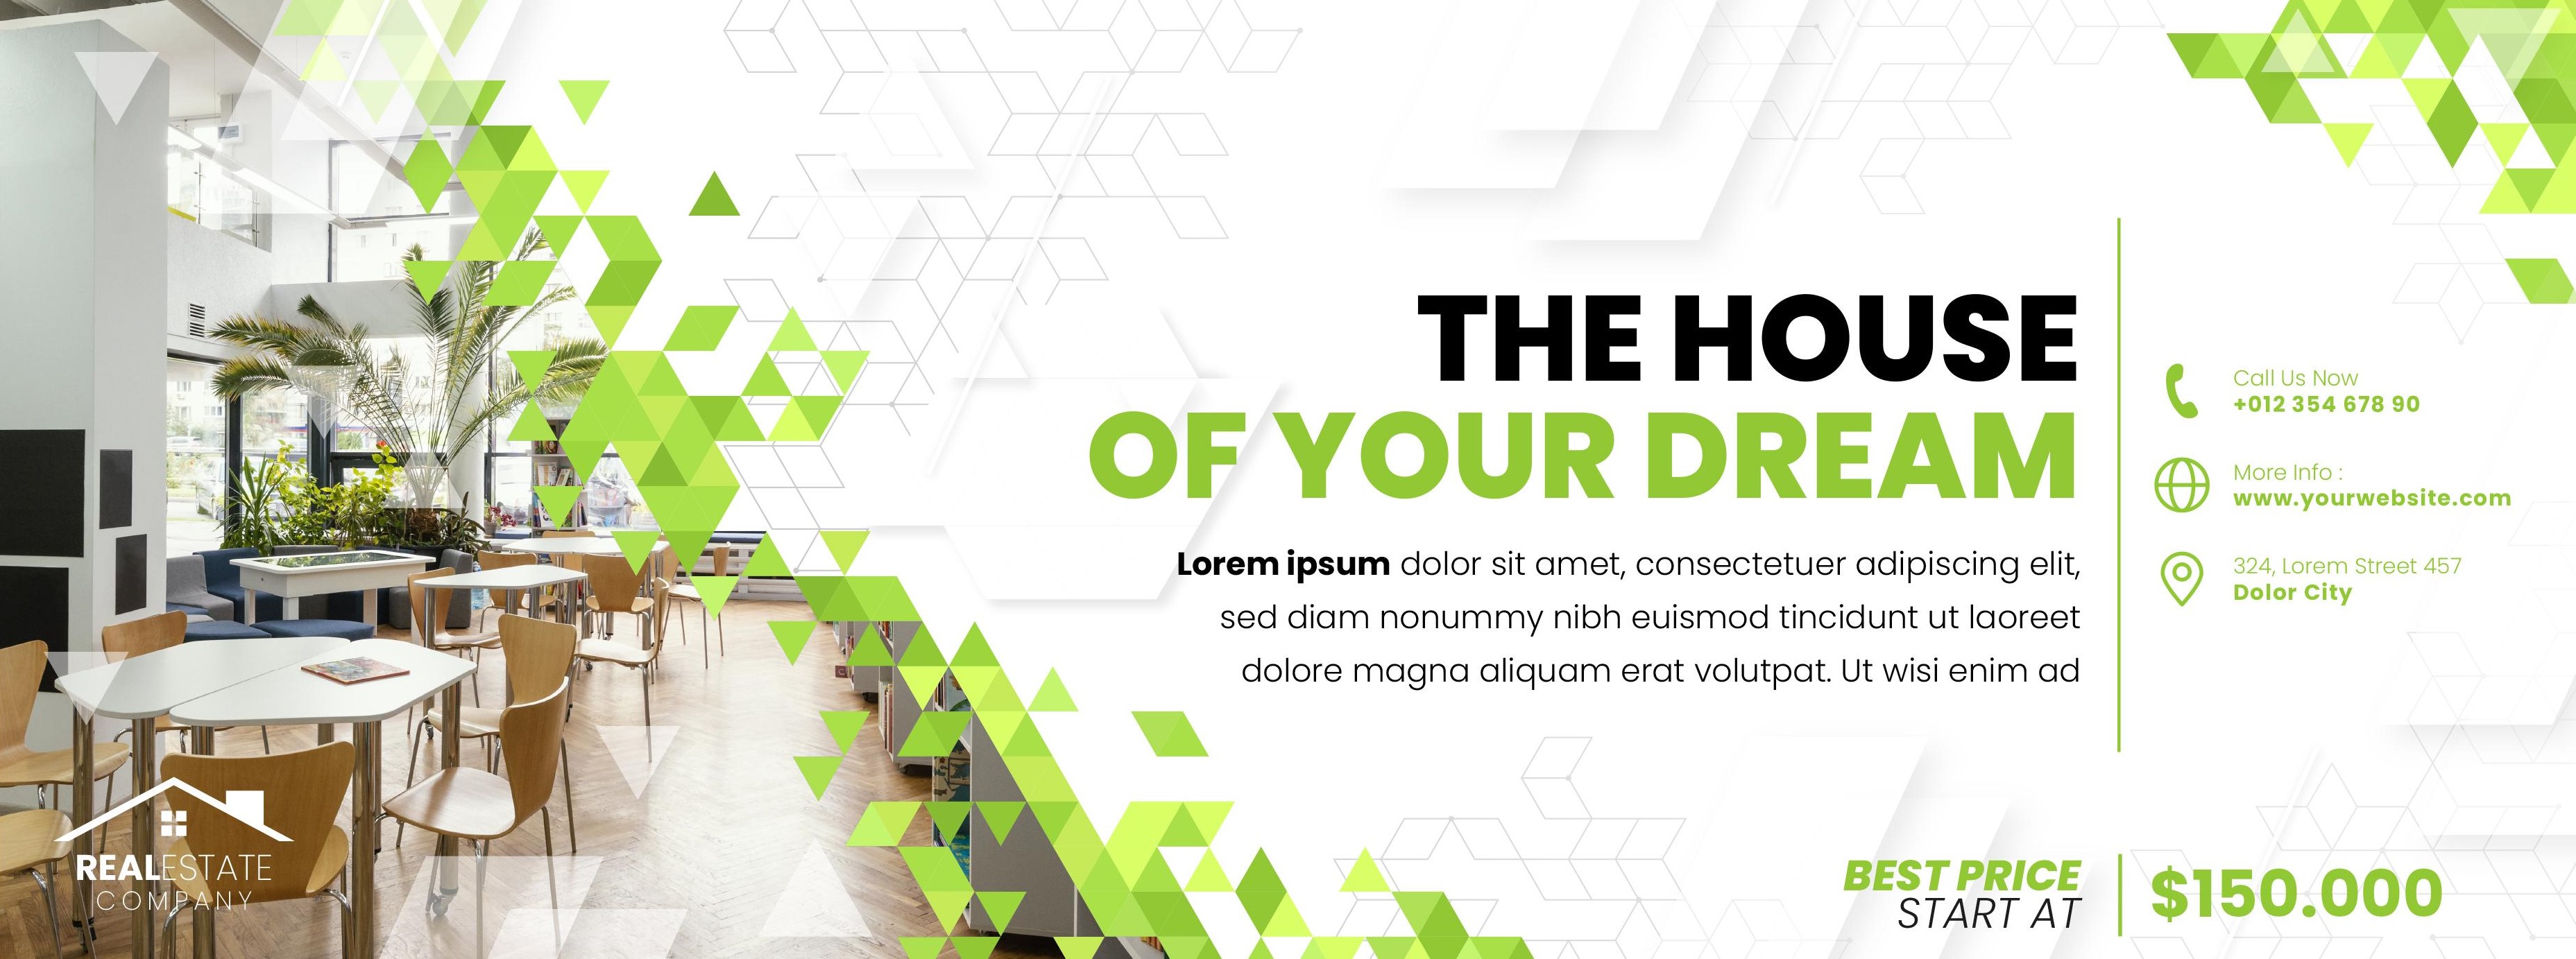 THE HOUSE
OF YOUR DREAM
Lorem ipsum dolor sit amet, consectetuer adipiscing elit,
sed diam nonummy nibh euismod tincidunt ut laoreet
dolore magna aliquam erat volutpat. Ut wisi enim ad
Call Us Now
+012 354 678 90
More Info :
www.yourwebsite.com
324, Lorem Street 457
Dolor City
REALESTATE
COMPANY
BEST PRICE
START AT
$150.000